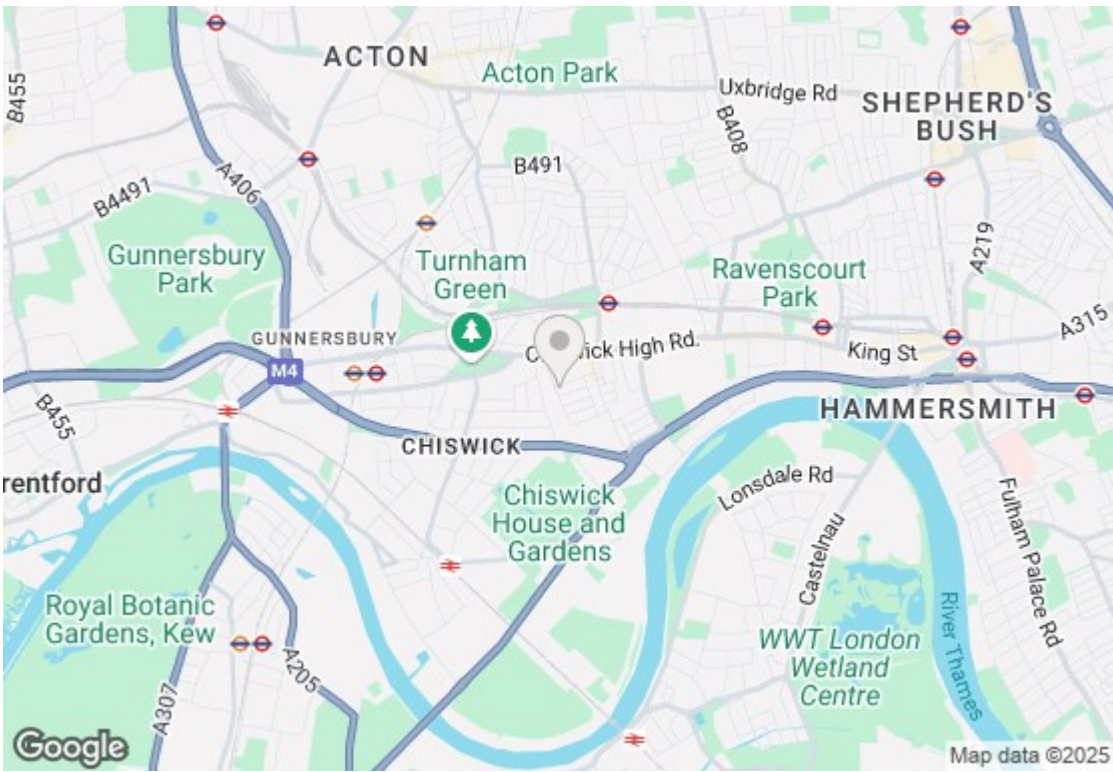 ACTON
Acton Park
Uxbridge Rd
SHEPHERD'S
BUSH
B455
B408
B491
A406
B4491
A219
Gunnersbury
Park
Turnham
Green
Ravenscourt
Park
A315
GUNNERSBURY
wick High Rd.
King St
M4
B455
HAMMERSMITH
CHISWICK
rentford
Chiswick
House and
Gardens
Lonsdale Rd
Castelnau
Fulham Palace Rd
Royal Botanic
Gardens, Kew
A205
A307
WWT London
Wetland
Centre
River Thames
Google
Map data ©2025